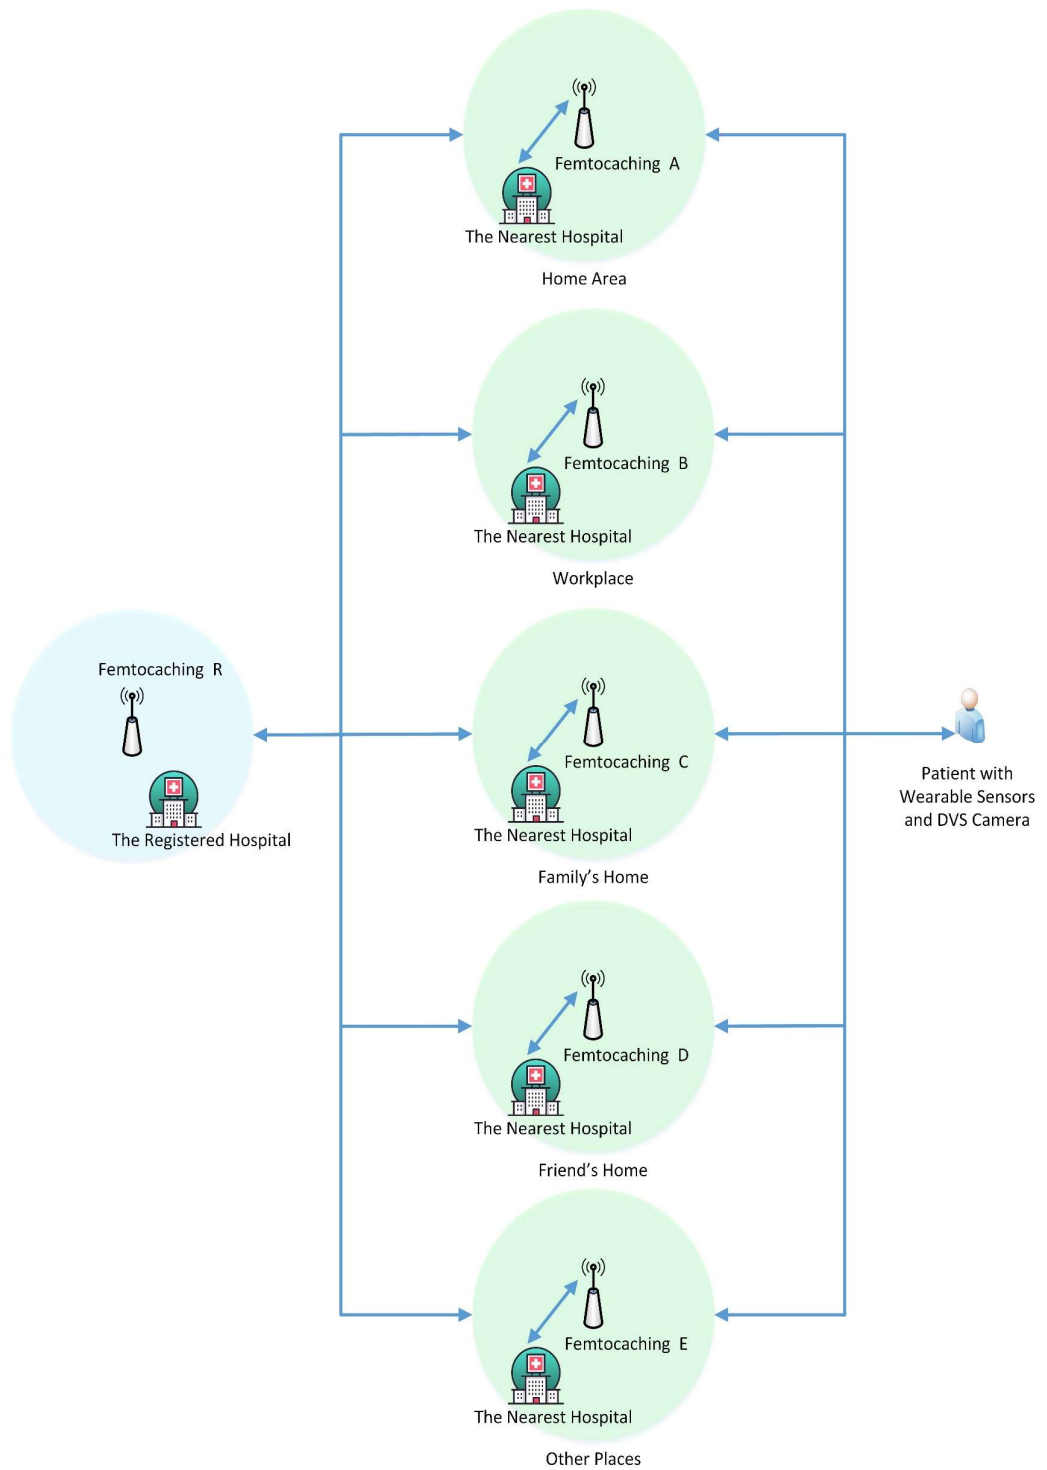 Femtocaching A
The Nearest Hospital
Home Area
Femtocaching B
The Nearest Hospital
Workplace
Femtocaching R
The Registered Hospital
Femtocaching C
The Nearest Hospital
Family's Home
Patient with
Wearable Sensors
and DVS Camera
Femtocaching D
The Nearest Hospital
Friend's Home
Femtocaching E
The Nearest Hospital
Other Places